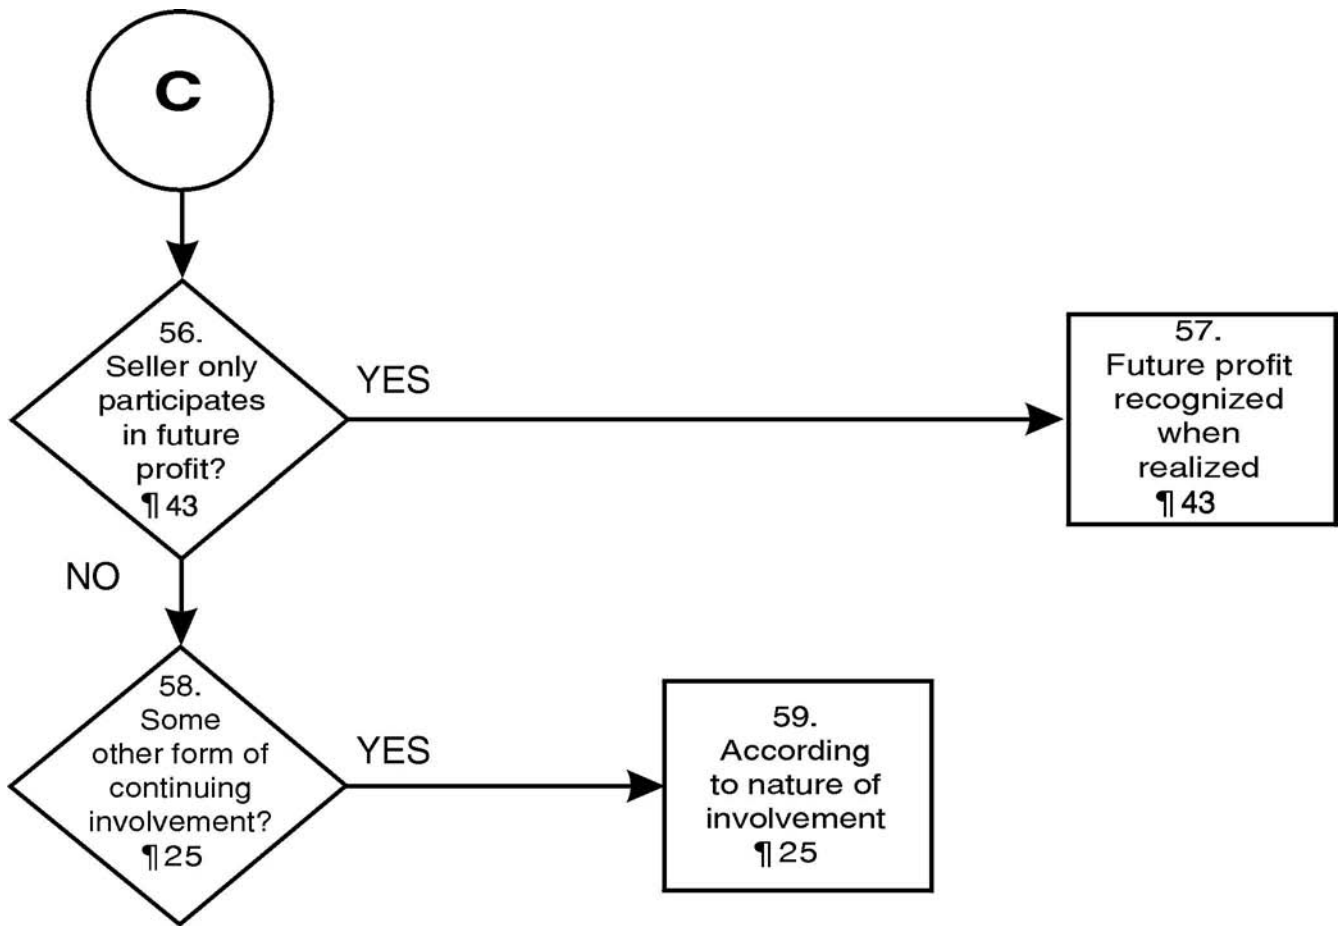 C
56.
Seller only
participates
in future
profit?
¶ 43
YES
57.
Future profit
recognized
when
realized
¶ 43
NO
58.
Some
other form of
continuing
involvement?
¶ 25
YES
59.
According
to nature of
involvement
¶ 25